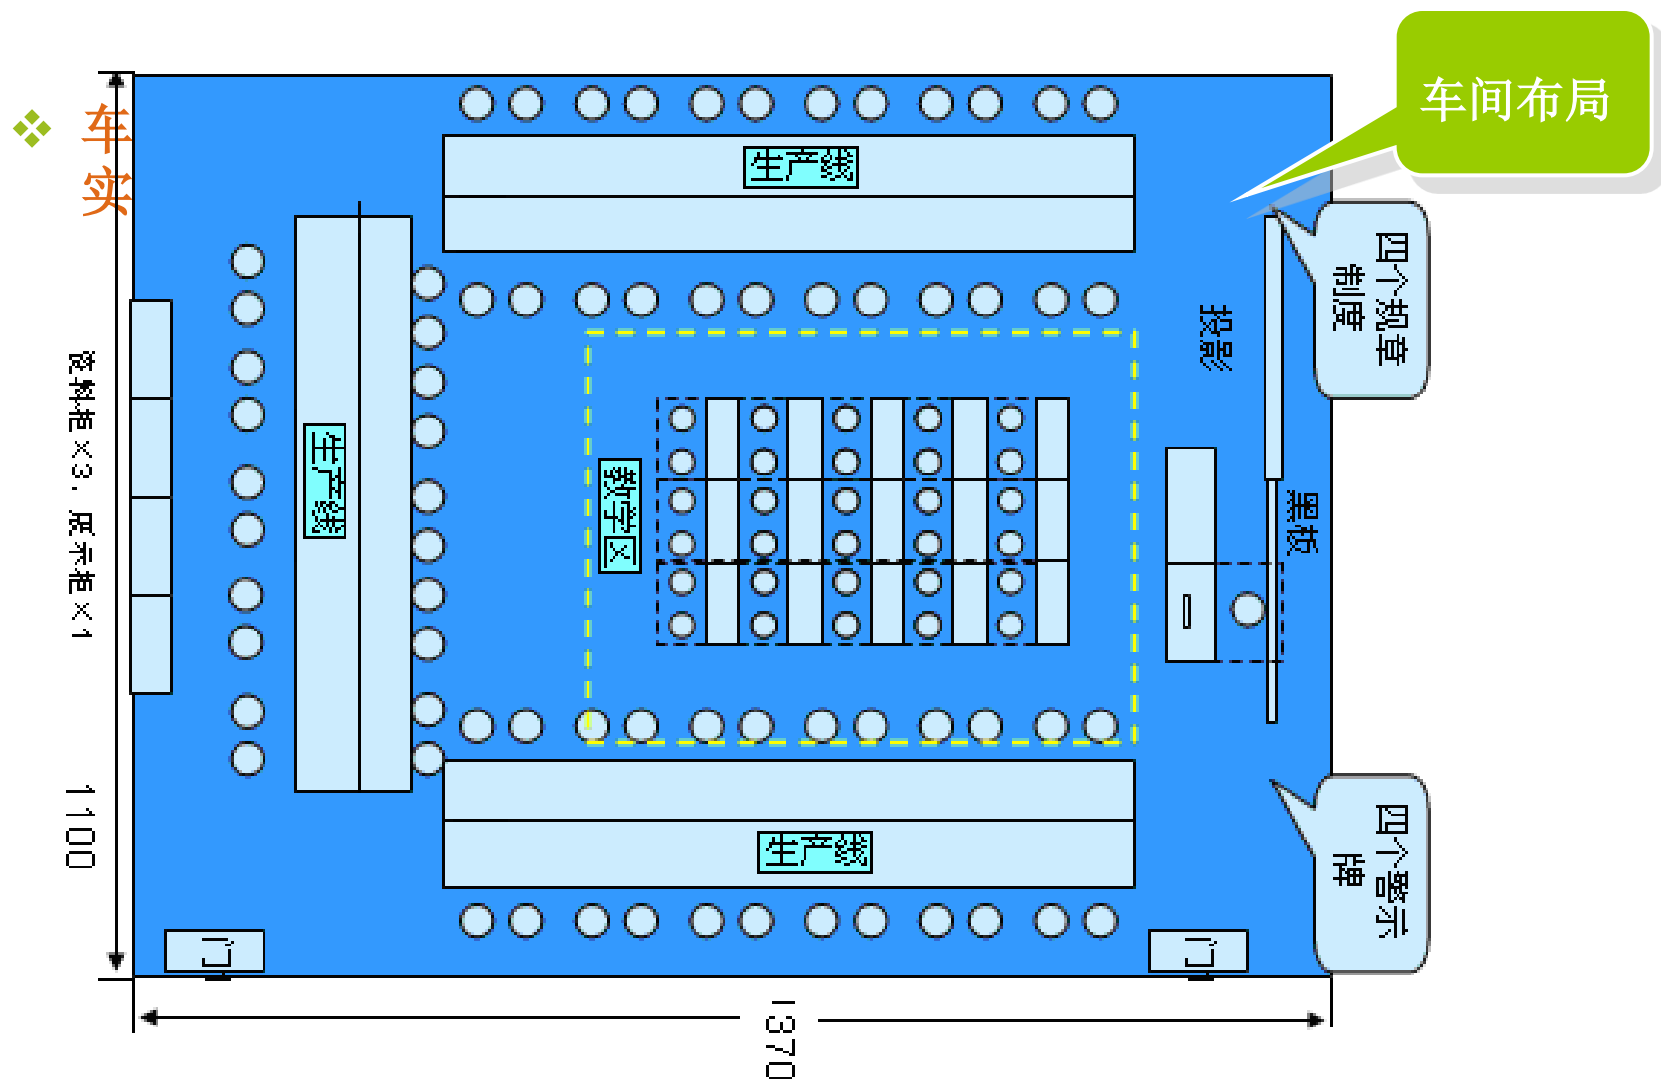 车间布局
车
实
生产线
四个规章
制度
投影
资料柜×3，展示柜×1
生产线
教学区
黑板
生产线
四个警示
牌
1100
门
门
1370